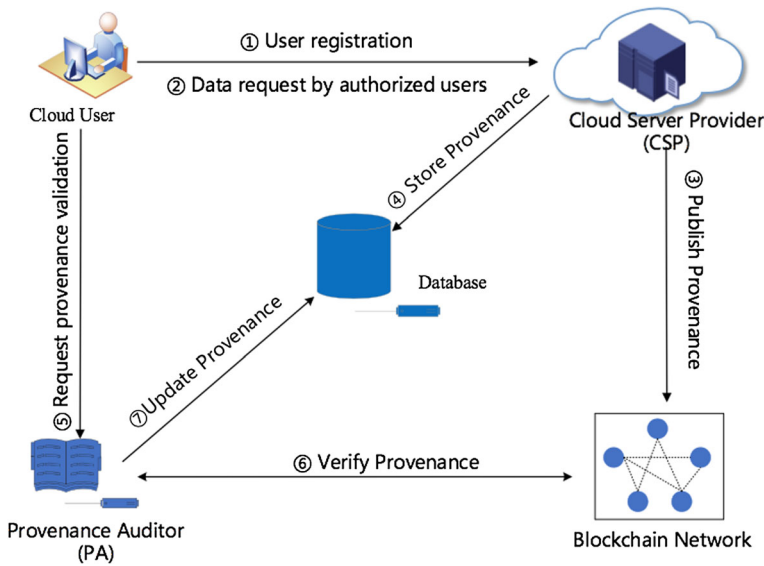 ① User registration
② Data request by authorized users
Cloud User
Cloud Server Provider
(CSP)
③ Publish Provenance
④ Store Provenance
Database
⑤ Request provenance validation
⑦Update Provenance
⑥ Verify Provenance
Provenance Auditor
(PA)
Blockchain Network